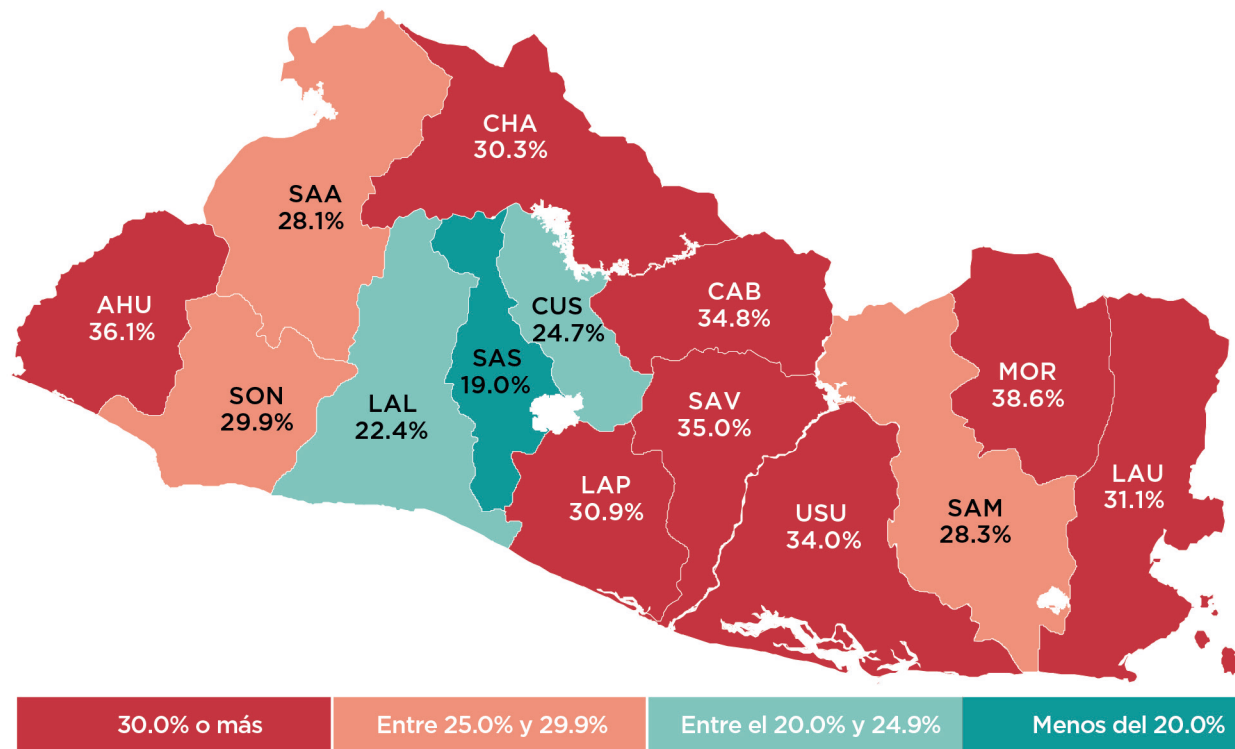 CHA
30.3%
SAA
28.1%
AHU
36.1%
CUS
24.7%
CAB
34.8%
SAS
19.0%
MOR
38.6%
SON
29.9%
LAL
22.4%
SAV
35.0%
LAU
31.1%
LAP
30.9%
USU
34.0%
SAM
28.3%
30.0% o más
Entre 25.0% y 29.9%
Entre el 20.0% y 24.9%
Menos del 20.0%